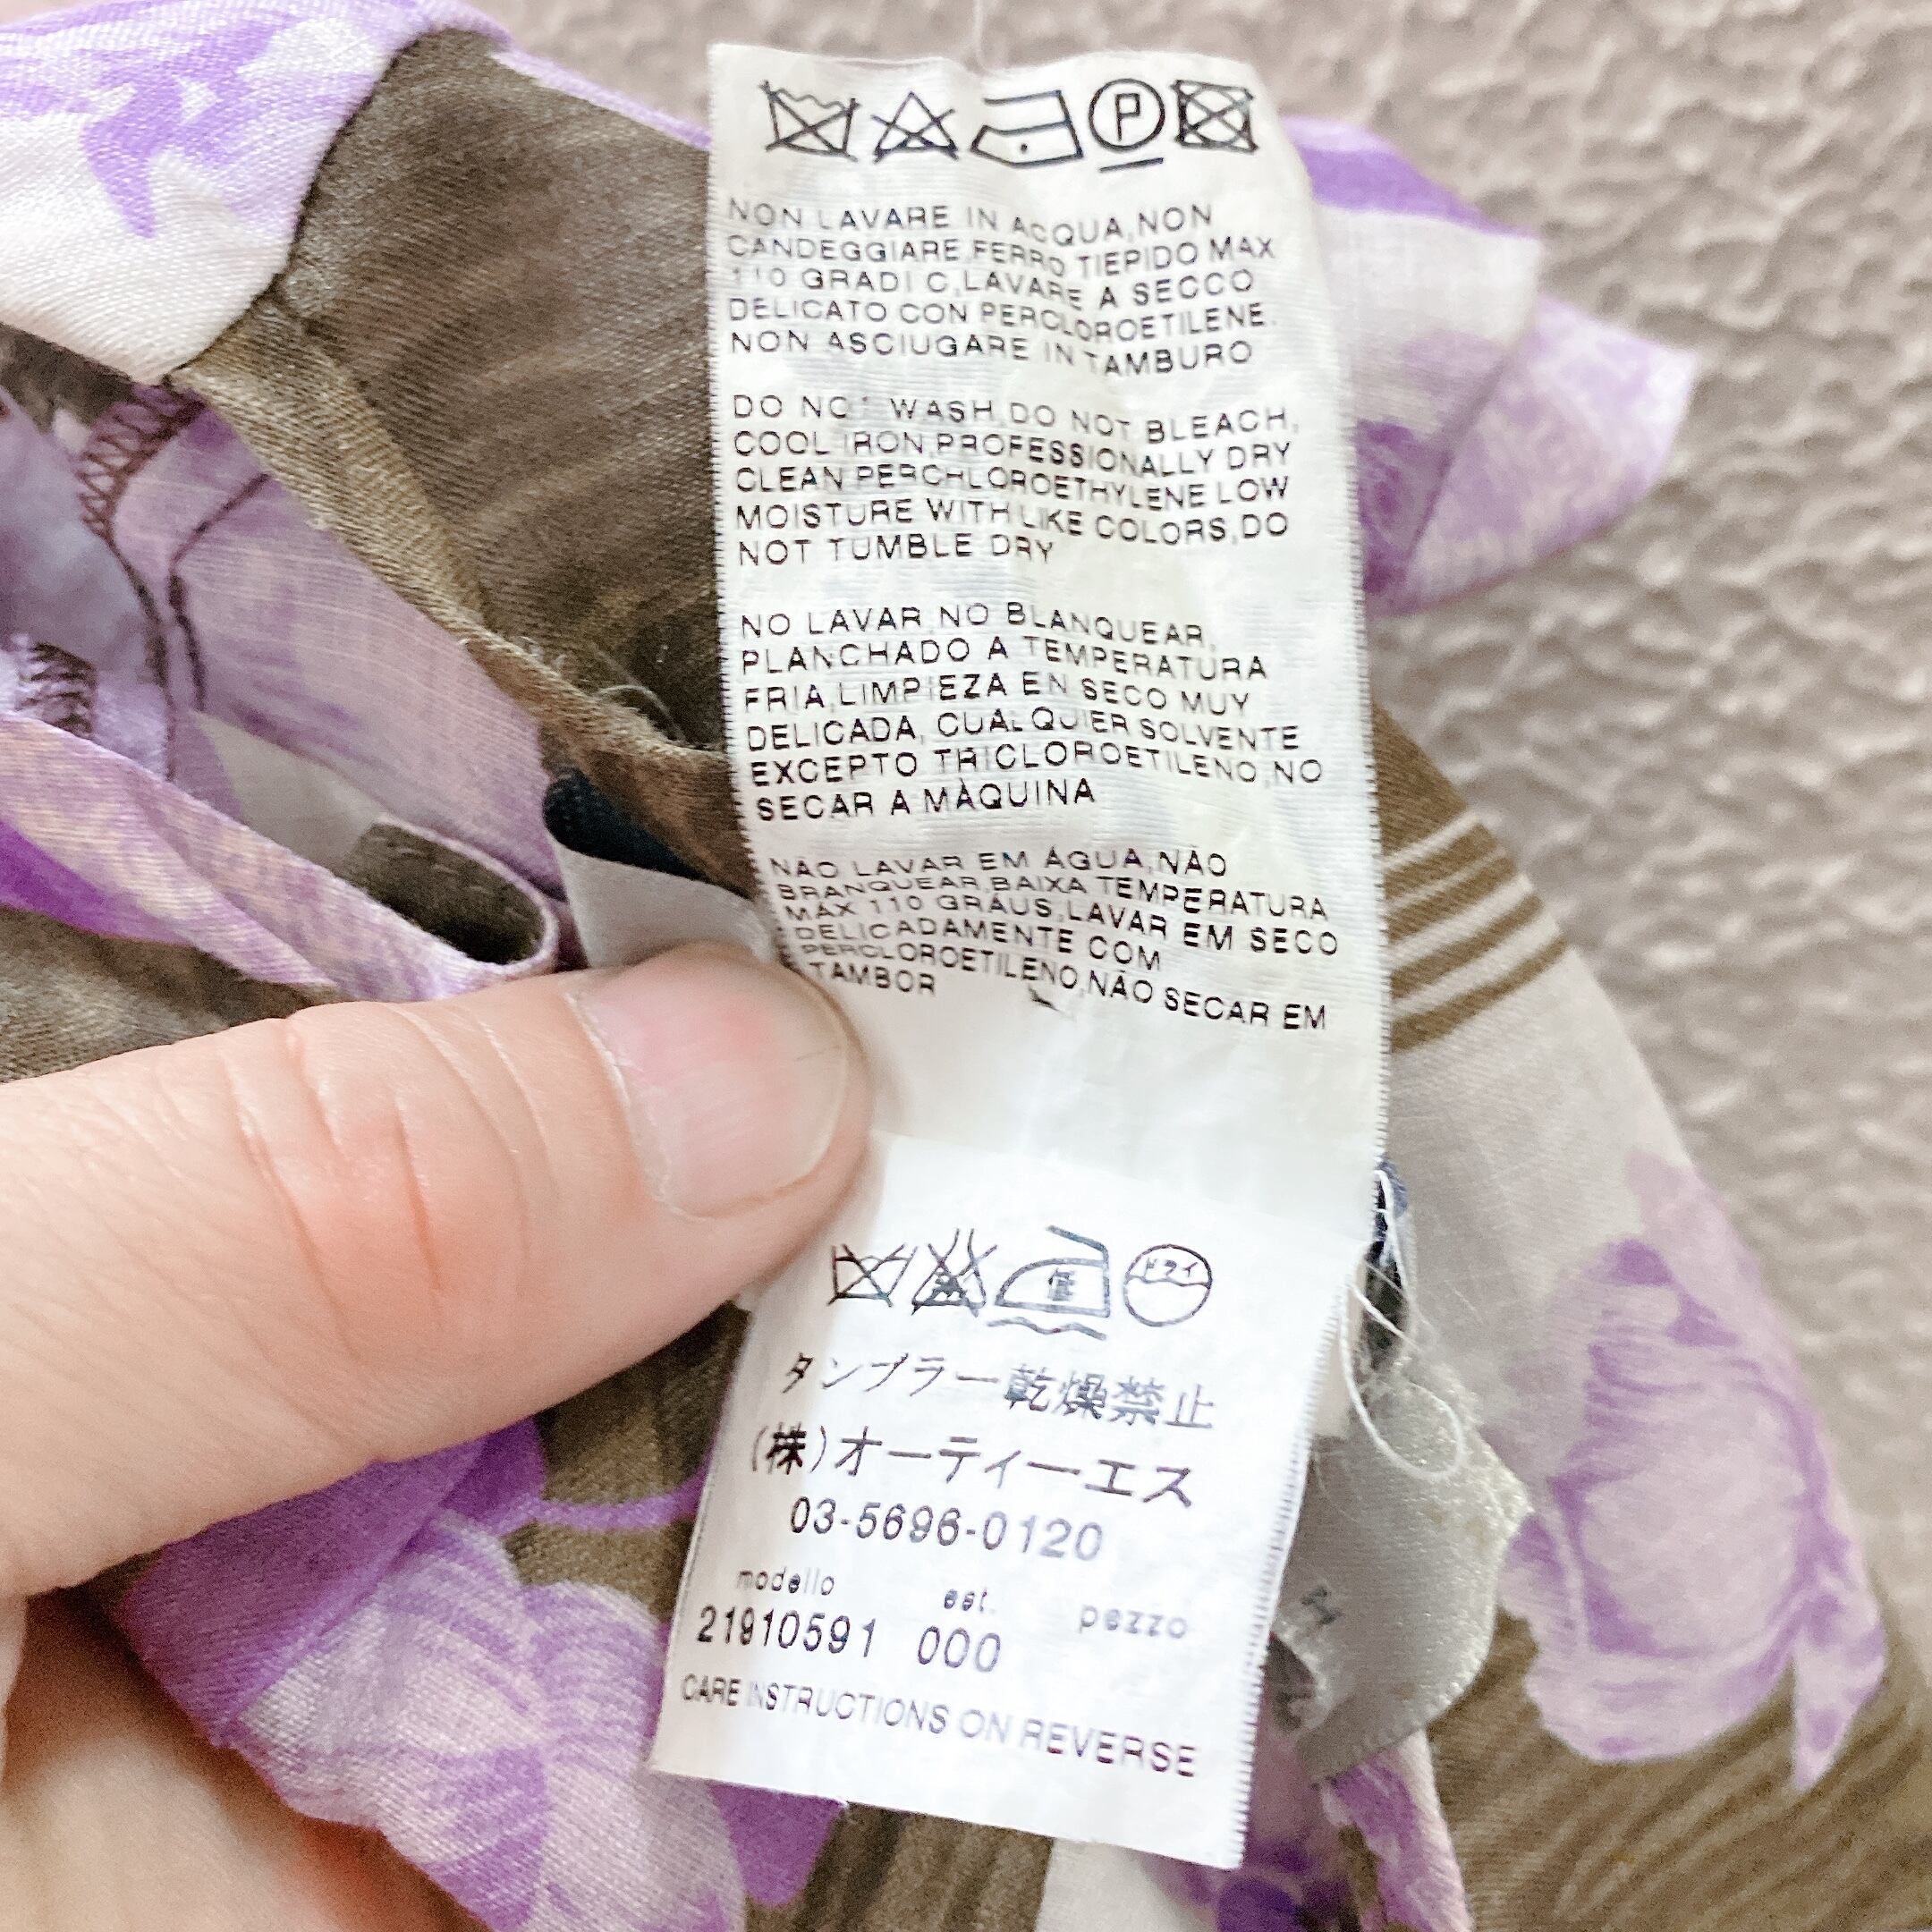 P
NON LAVARE IN ACQUA,NON
CANDEGGIARE,FERRO TIEPIDO MAX
110 GRADI C,LAVARE A SECCO
DELICATO CON PERCLOROETILENE.
NON ASCIUGARE IN TAMBURO
DO NOT WASH,DO NOT BLEACH,
COOL IRON,PROFESSIONALLY DRY
CLEAN PERCHLOROETHYLENE LOW
MOISTURE WITH LIKE COLORS,DO
NOT TUMBLE DRY
NO LAVAR,NO BLANQUEAR,
PLANCHADO A TEMPERATURA
FRIA,LIMPIEZA EN SECO MUY
DELICADA, CUALQUIER SOLVENTE
EXCEPTO TRICLOROETILENO,NO
SECAR A MÀQUINA
NÃO LAVAR EM ÁGUA,NÃO
BRANQUEAR,BAIXA TEMPERATURA
MÁX 110 GRÁUS,LAVAR EM SECO
DELICADAMENTE COM
PERCLOROETILENO,NÃO SECAR EM
TAMBOR
低 ドライ
タンブラー乾燥禁止
(株)オーティーエス
03-5696-0120
modello est. pezzo
21910591 000
CARE INSTRUCTIONS ON REVERSE